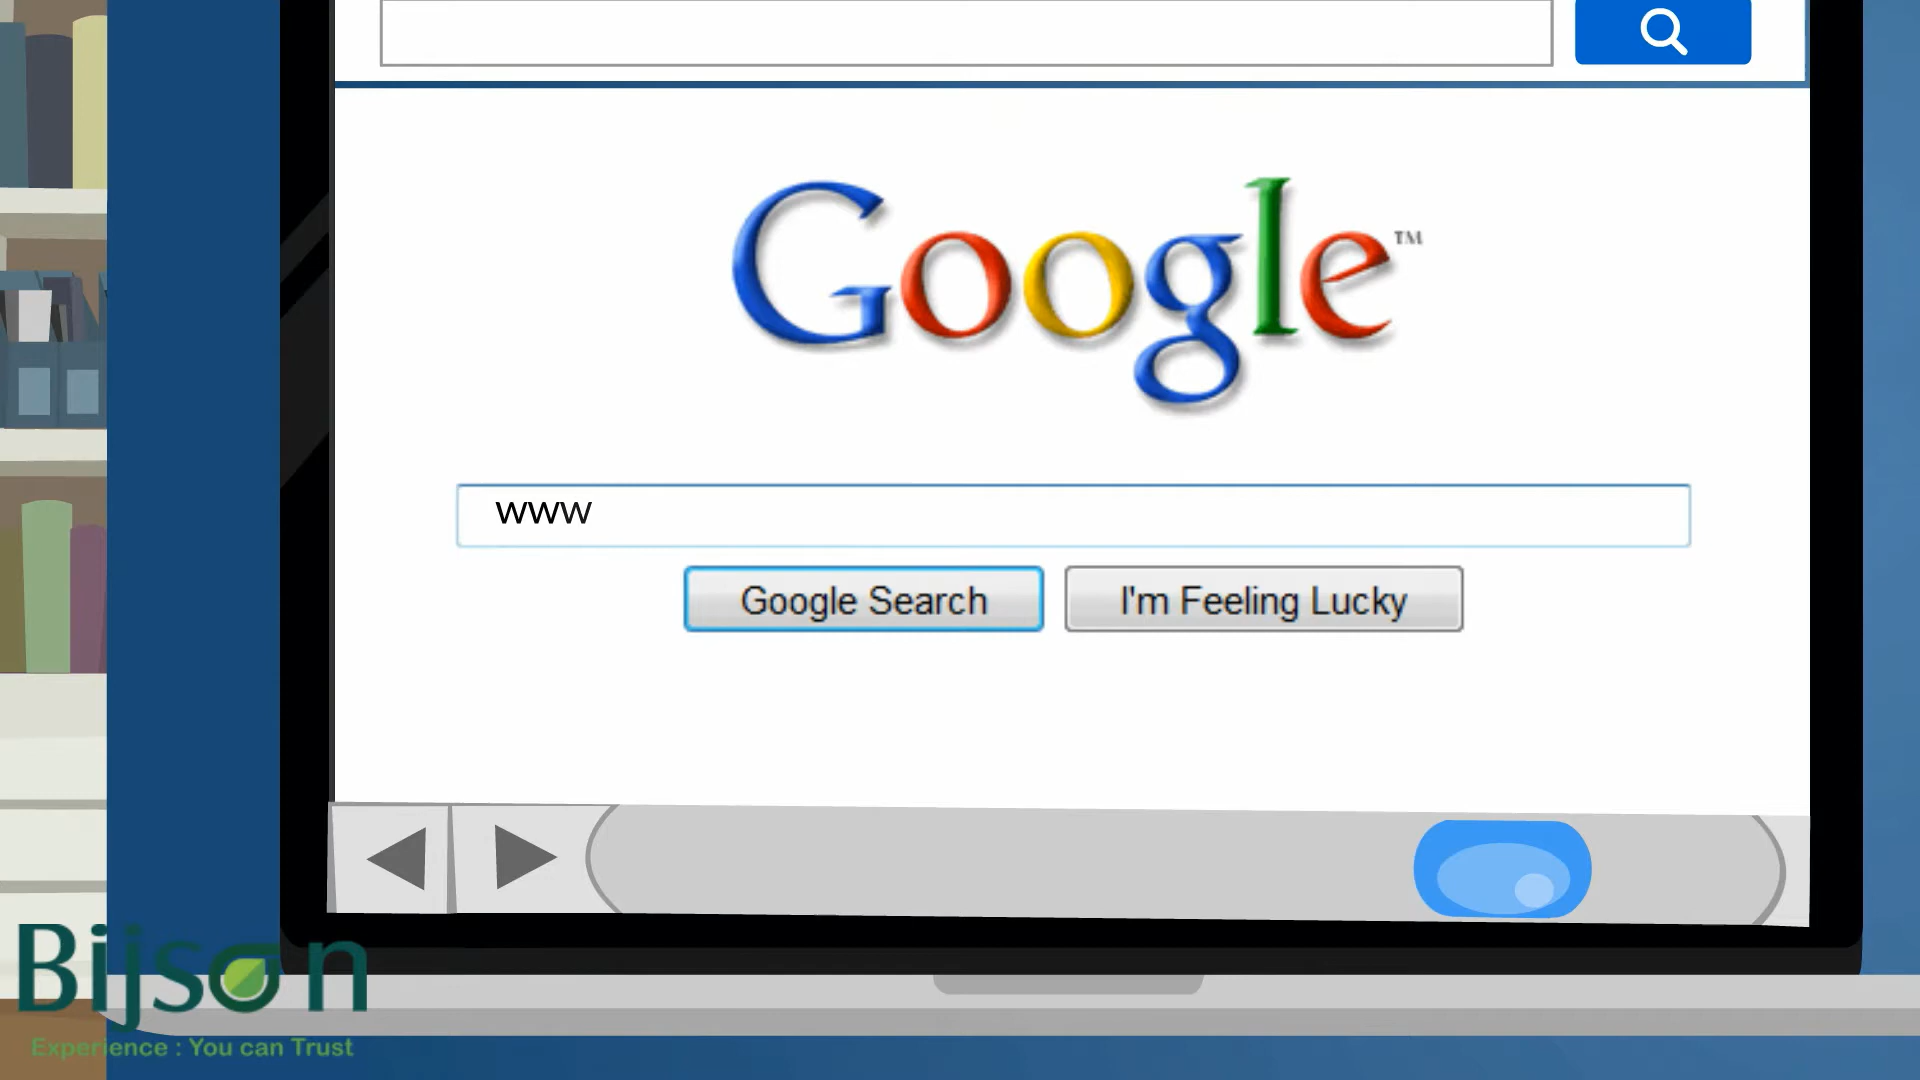 Google™
www
Google Search
I'm Feeling Lucky
Bijson
Experience : You can Trust